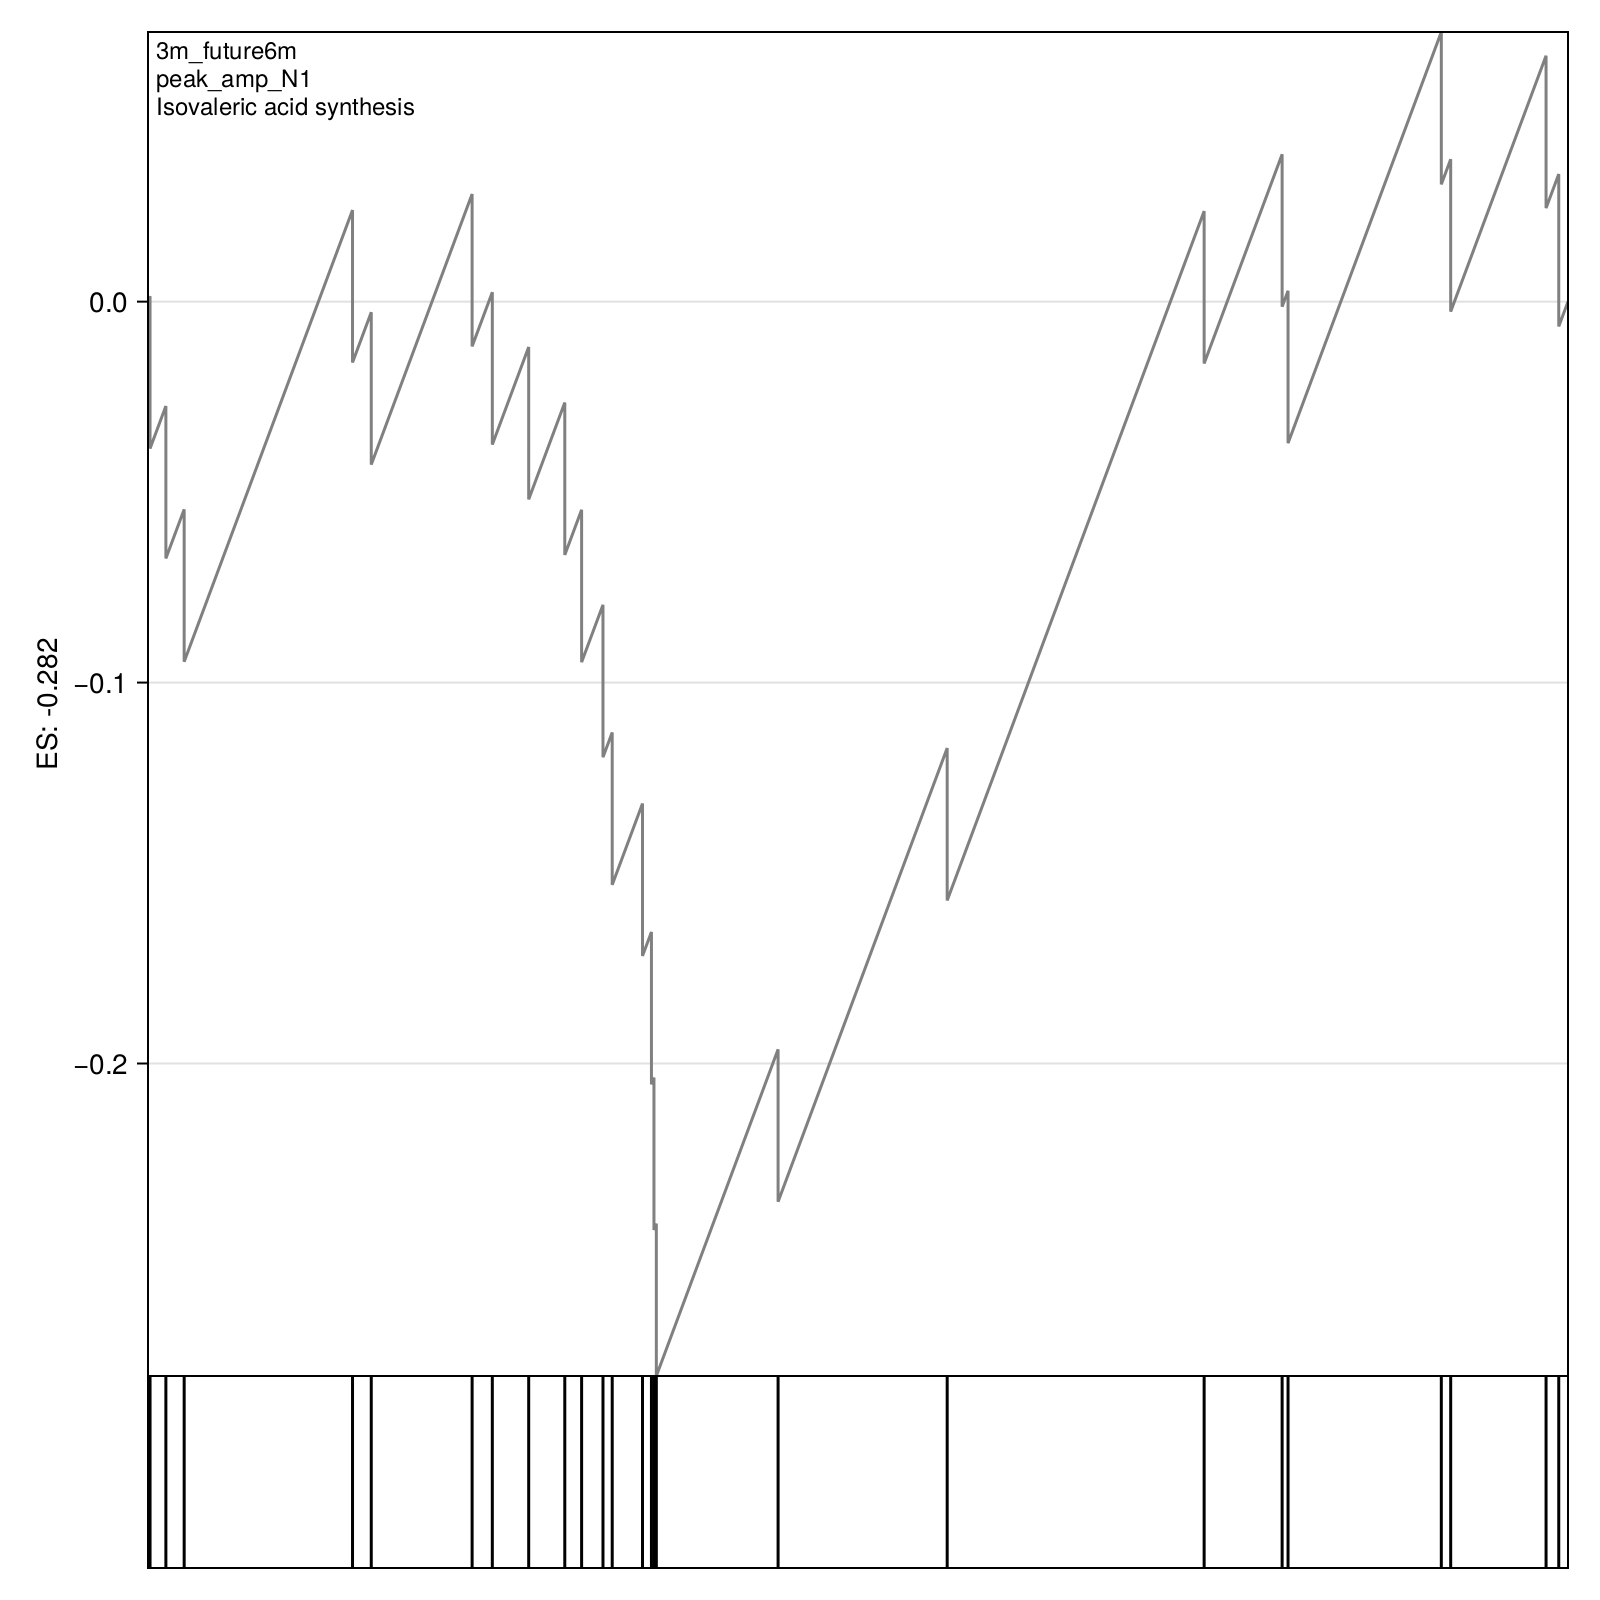 3m_future6m
peak_amp_N1
Isovaleric acid synthesis
0.0
−0.1
−0.2
ES: -0.282